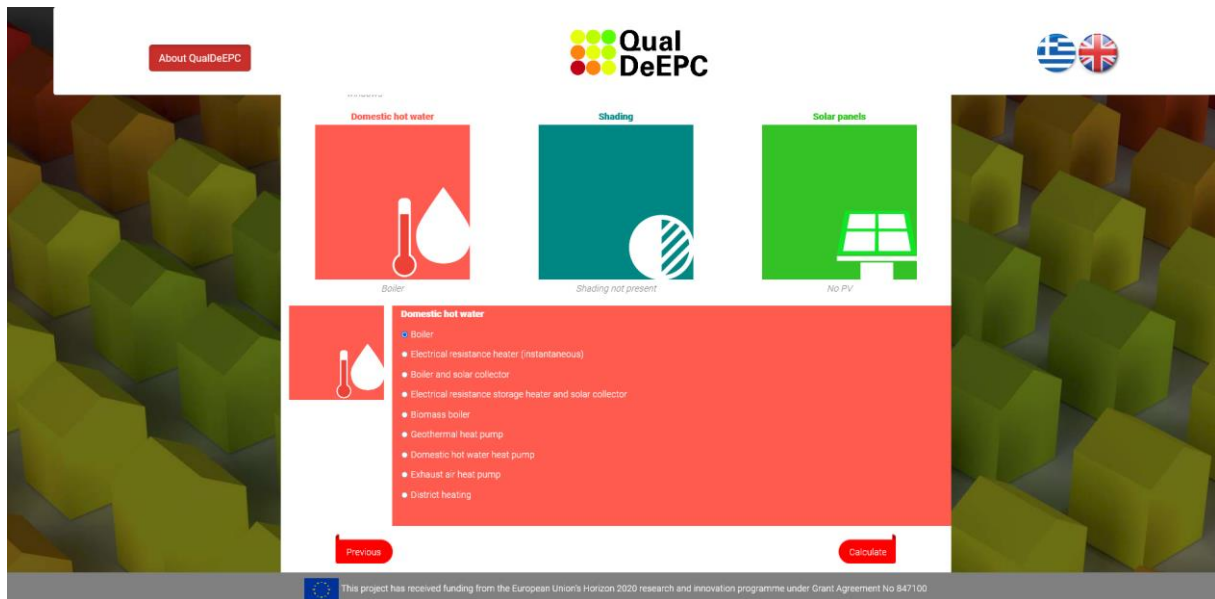 About QualDeEPC
Qual
DeEPC
Domestic hot water
Shading
Solar panels
Boiler
Shading not present
No PV
Domestic hot water
Boiler
Electrical resistance heater (instantaneous)
Boiler and solar collector
Electrical resistance storage heater and solar collector
Biomass boiler
Geothermal heat pump
Domestic hot water heat pump
Exhaust air heat pump
District heating
Previous
Calculate
This project has received funding from the European Union's Horizon 2020 research and innovation programme under Grant Agreement No 847100